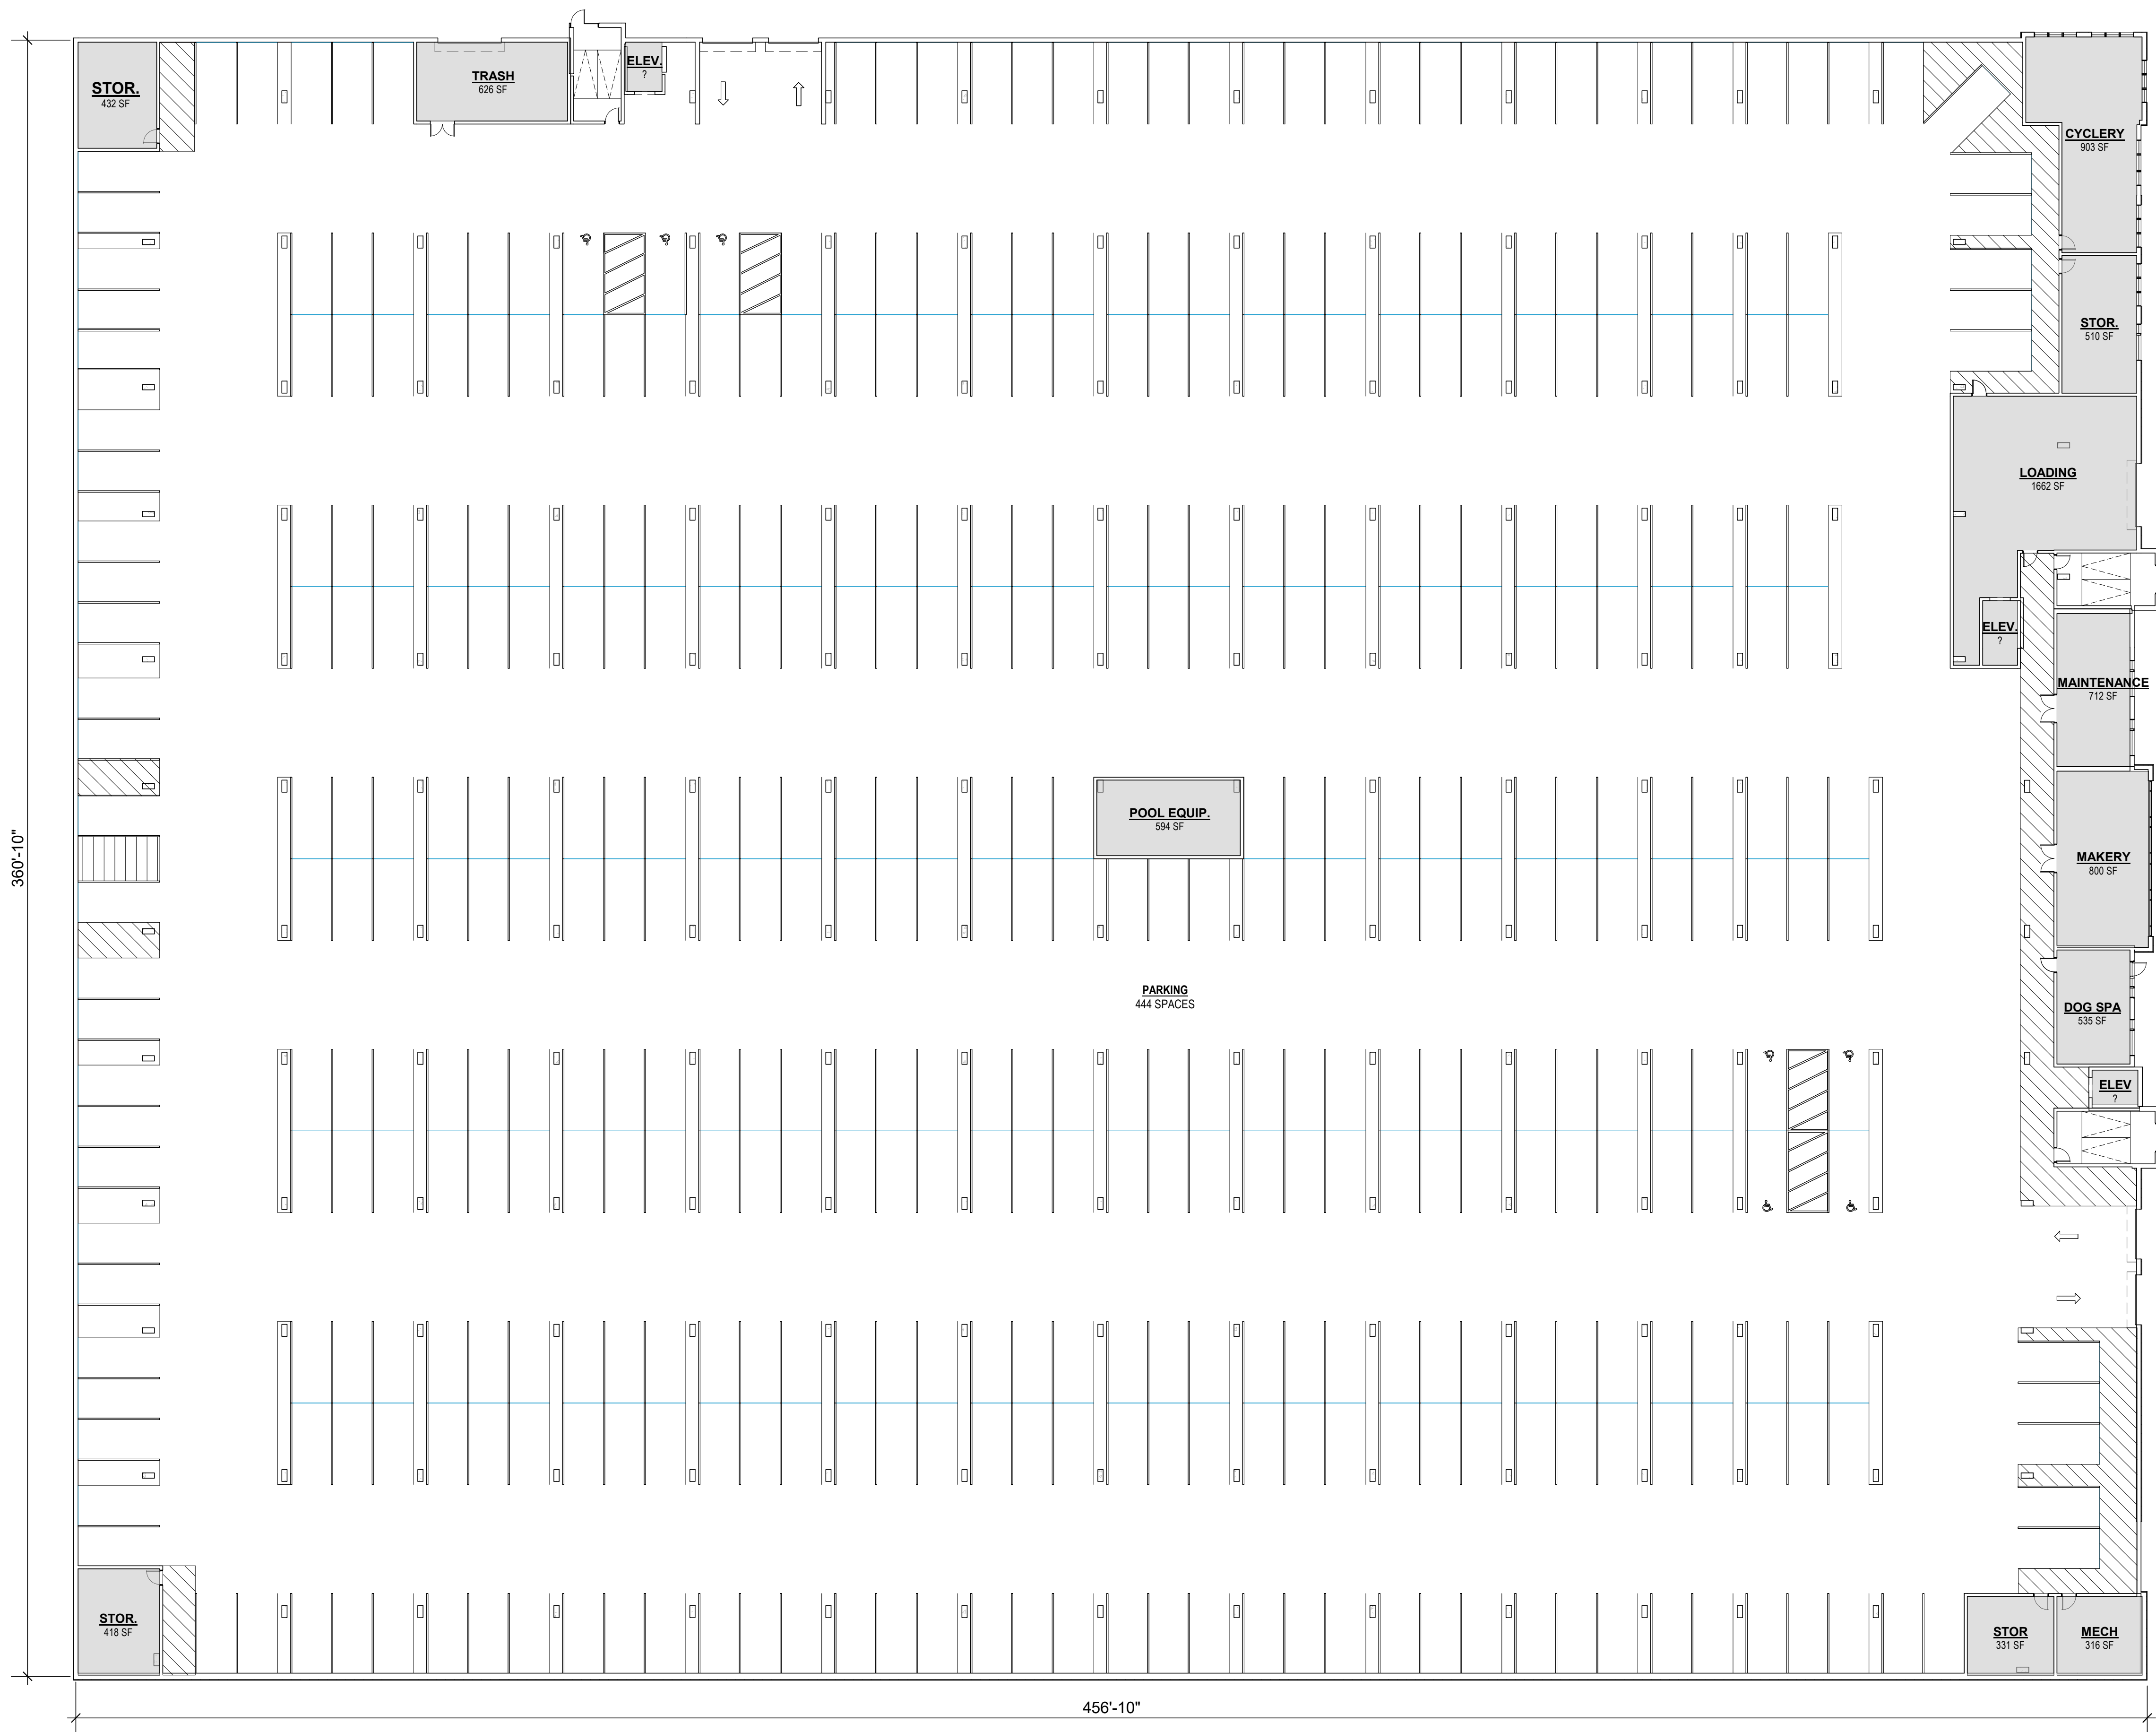 STOR.
432 SF
TRASH
626 SF
ELEV.
?
CYCLERY
903 SF
STOR.
510 SF
LOADING
1662 SF
ELEV.
?
MAINTENANCE
712 SF
POOL EQUIP.
594 SF
MAKERY
800 SF
360'-10"
PARKING
444 SPACES
DOG SPA
535 SF
ELEV
?
STOR.
418 SF
STOR
331 SF
MECH
316 SF
456'-10"